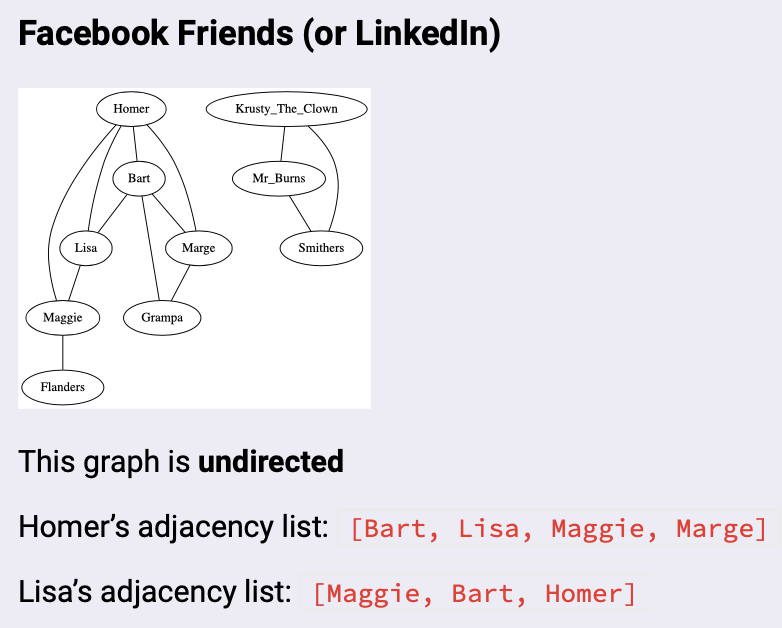 Facebook Friends (or LinkedIn)
Homer Krusty_The_Clown
Bart Mr_Burns
Lisa Marge Smithers
Maggie Grampa
Flanders
This graph is undirected
Homer’s adjacency list: [Bart, Lisa, Maggie, Marge]
Lisa’s adjacency list: [Maggie, Bart, Homer]